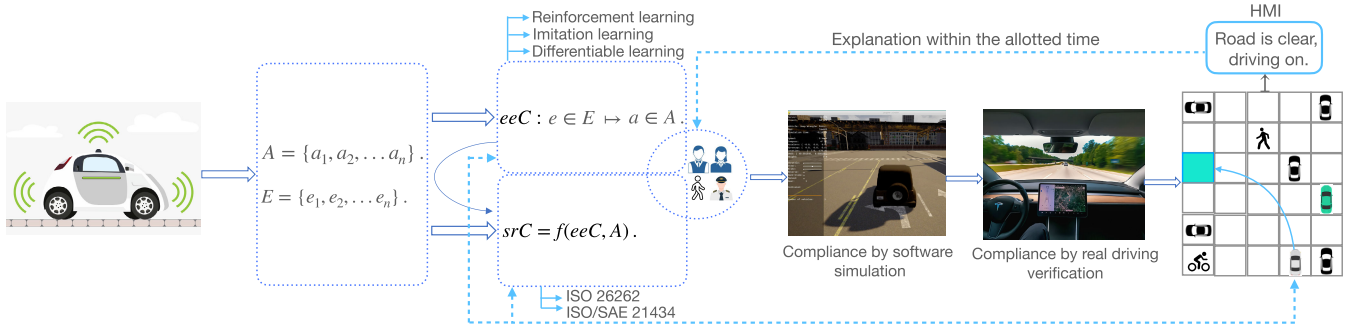 Reinforcement learning
Imitation learning
Differentiable learning
HMI
Explanation within the allotted time
Road is clear,
driving on.
A = {a₁, a₂, … aₙ} .
E = {e₁, e₂, … eₙ} .
eeC : e ∈ E ↦ a ∈ A .
srC = f(eeC, A) .
Compliance by software
simulation
Compliance by real driving
verification
ISO 26262
ISO/SAE 21434